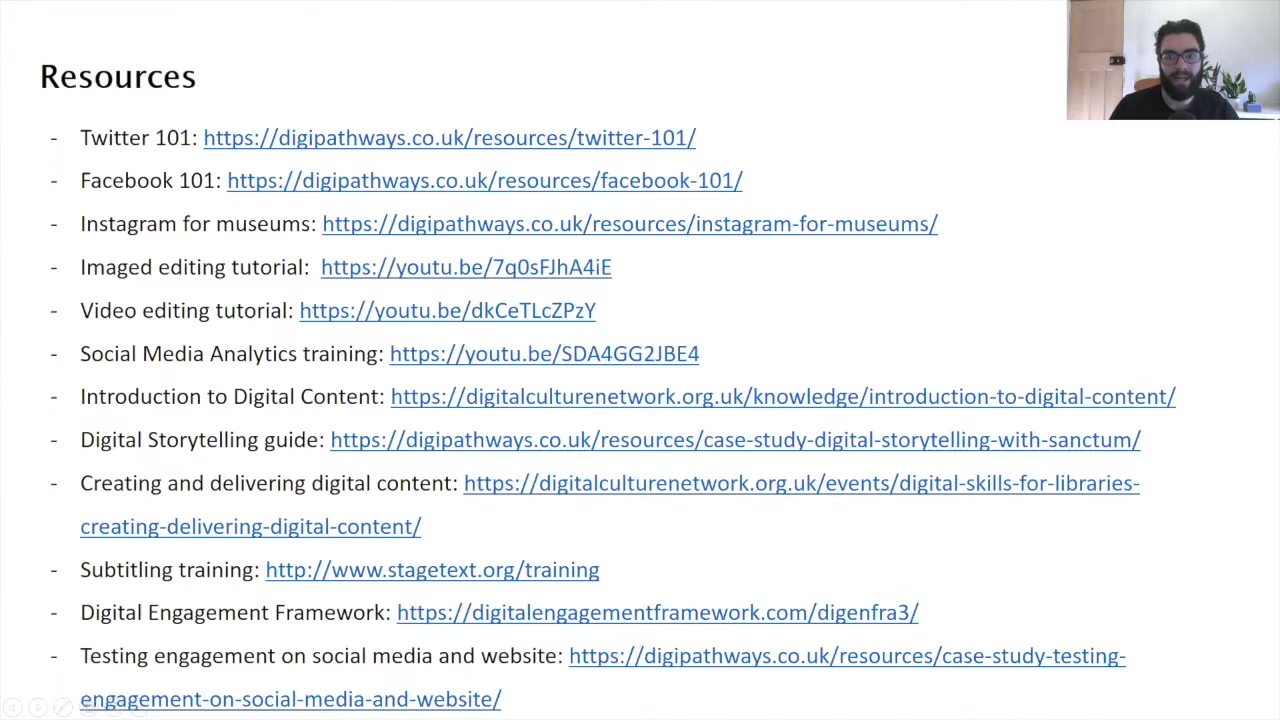 Resources
- Twitter 101: https://digipathways.co.uk/resources/twitter-101/
- Facebook 101: https://digipathways.co.uk/resources/facebook-101/
- Instagram for museums: https://digipathways.co.uk/resources/instagram-for-museums/
- Imaged editing tutorial: https://youtu.be/7q0sFJhA4iE
- Video editing tutorial: https://youtu.be/dkCeTLcZPzY
- Social Media Analytics training: https://youtu.be/SDA4GG2JBE4
- Introduction to Digital Content: https://digitalculturenetwork.org.uk/knowledge/introduction-to-digital-content/
- Digital Storytelling guide: https://digipathways.co.uk/resources/case-study-digital-storytelling-with-sanctum/
- Creating and delivering digital content: https://digitalculturenetwork.org.uk/events/digital-skills-for-libraries-
creating-delivering-digital-content/
- Subtitling training: http://www.stagetext.org/training
- Digital Engagement Framework: https://digitalengagementframework.com/digenfra3/
- Testing engagement on social media and website: https://digipathways.co.uk/resources/case-study-testing-
engagement-on-social-media-and-website/